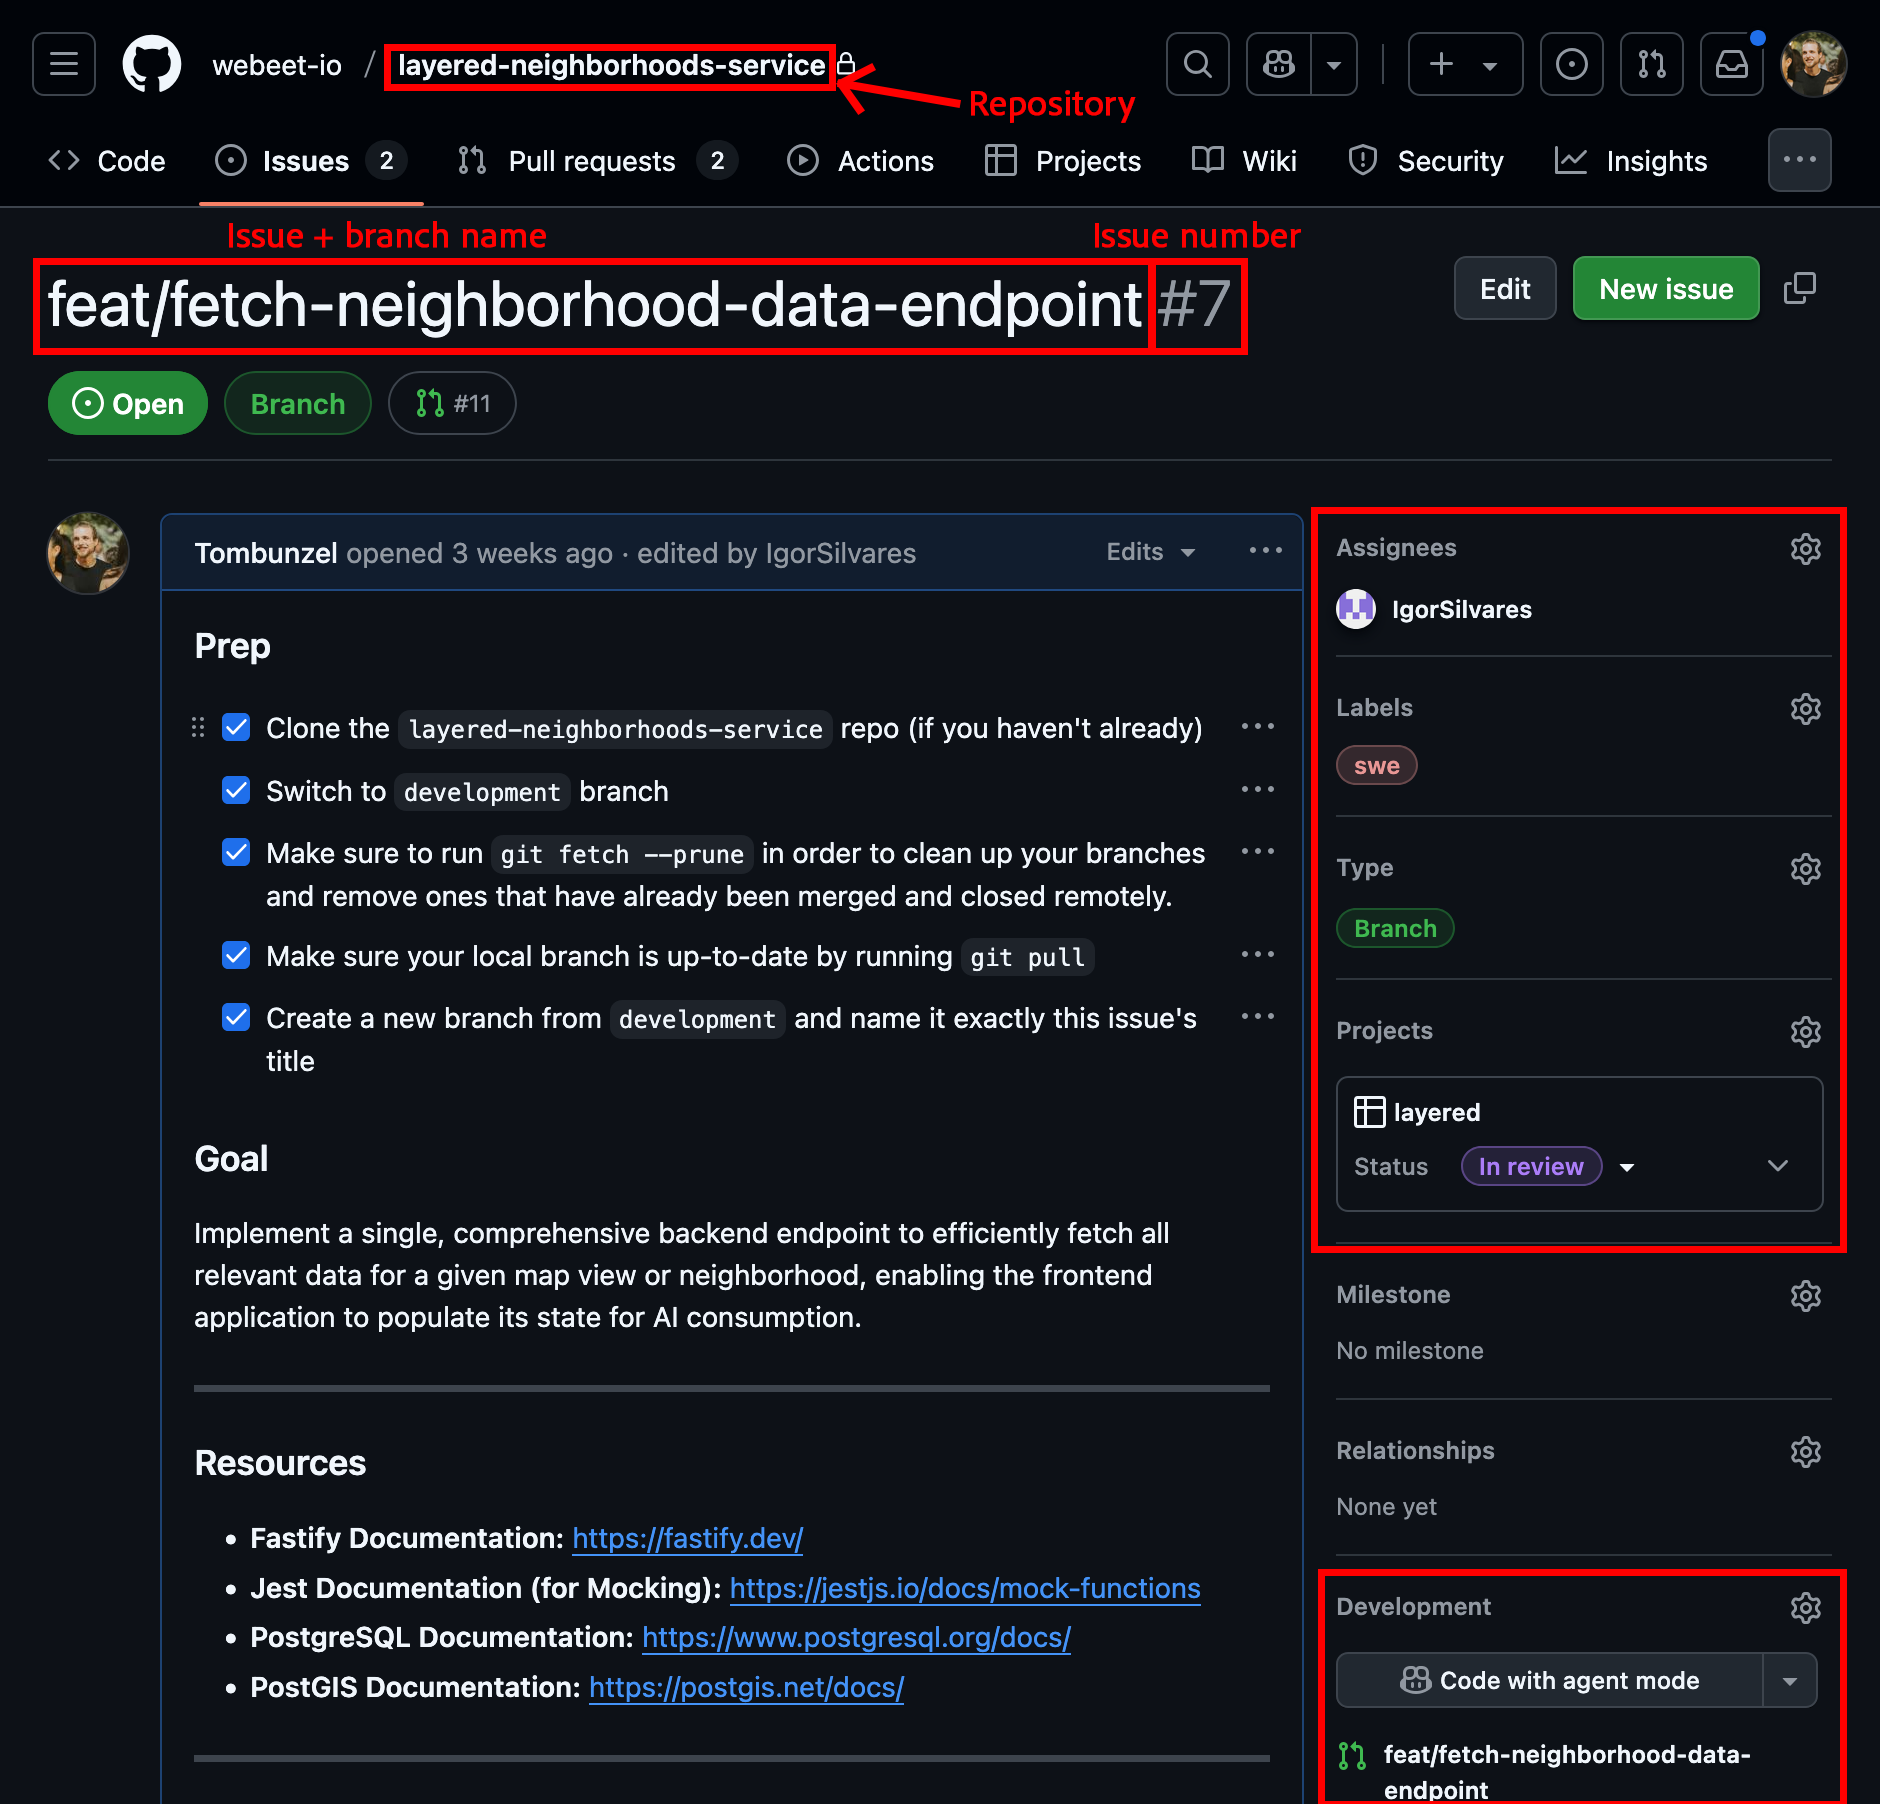 webeet-io / layered-neighborhoods-service
Repository
Code
Issues 2
Pull requests 2
Actions
Projects
Wiki
Security
Insights
Issue + branch name
Issue number
feat/fetch-neighborhood-data-endpoint #7
Edit
New issue
Open
Branch
#11
Tombunzel opened 3 weeks ago · edited by IgorSilvares
Edits
Prep
Clone the layered-neighborhoods-service repo (if you haven't already)
Switch to development branch
Make sure to run git fetch --prune in order to clean up your branches
and remove ones that have already been merged and closed remotely.
Make sure your local branch is up-to-date by running git pull
Create a new branch from development and name it exactly this issue's
title
Goal
Implement a single, comprehensive backend endpoint to efficiently fetch all
relevant data for a given map view or neighborhood, enabling the frontend
application to populate its state for AI consumption.
Resources
• Fastify Documentation: https://fastify.dev/
• Jest Documentation (for Mocking): https://jestjs.io/docs/mock-functions
• PostgreSQL Documentation: https://www.postgresql.org/docs/
• PostGIS Documentation: https://postgis.net/docs/
Assignees
IgorSilvares
Labels
swe
Type
Branch
Projects
layered
Status In review
Milestone
No milestone
Relationships
None yet
Development
Code with agent mode
feat/fetch-neighborhood-data-
endpoint